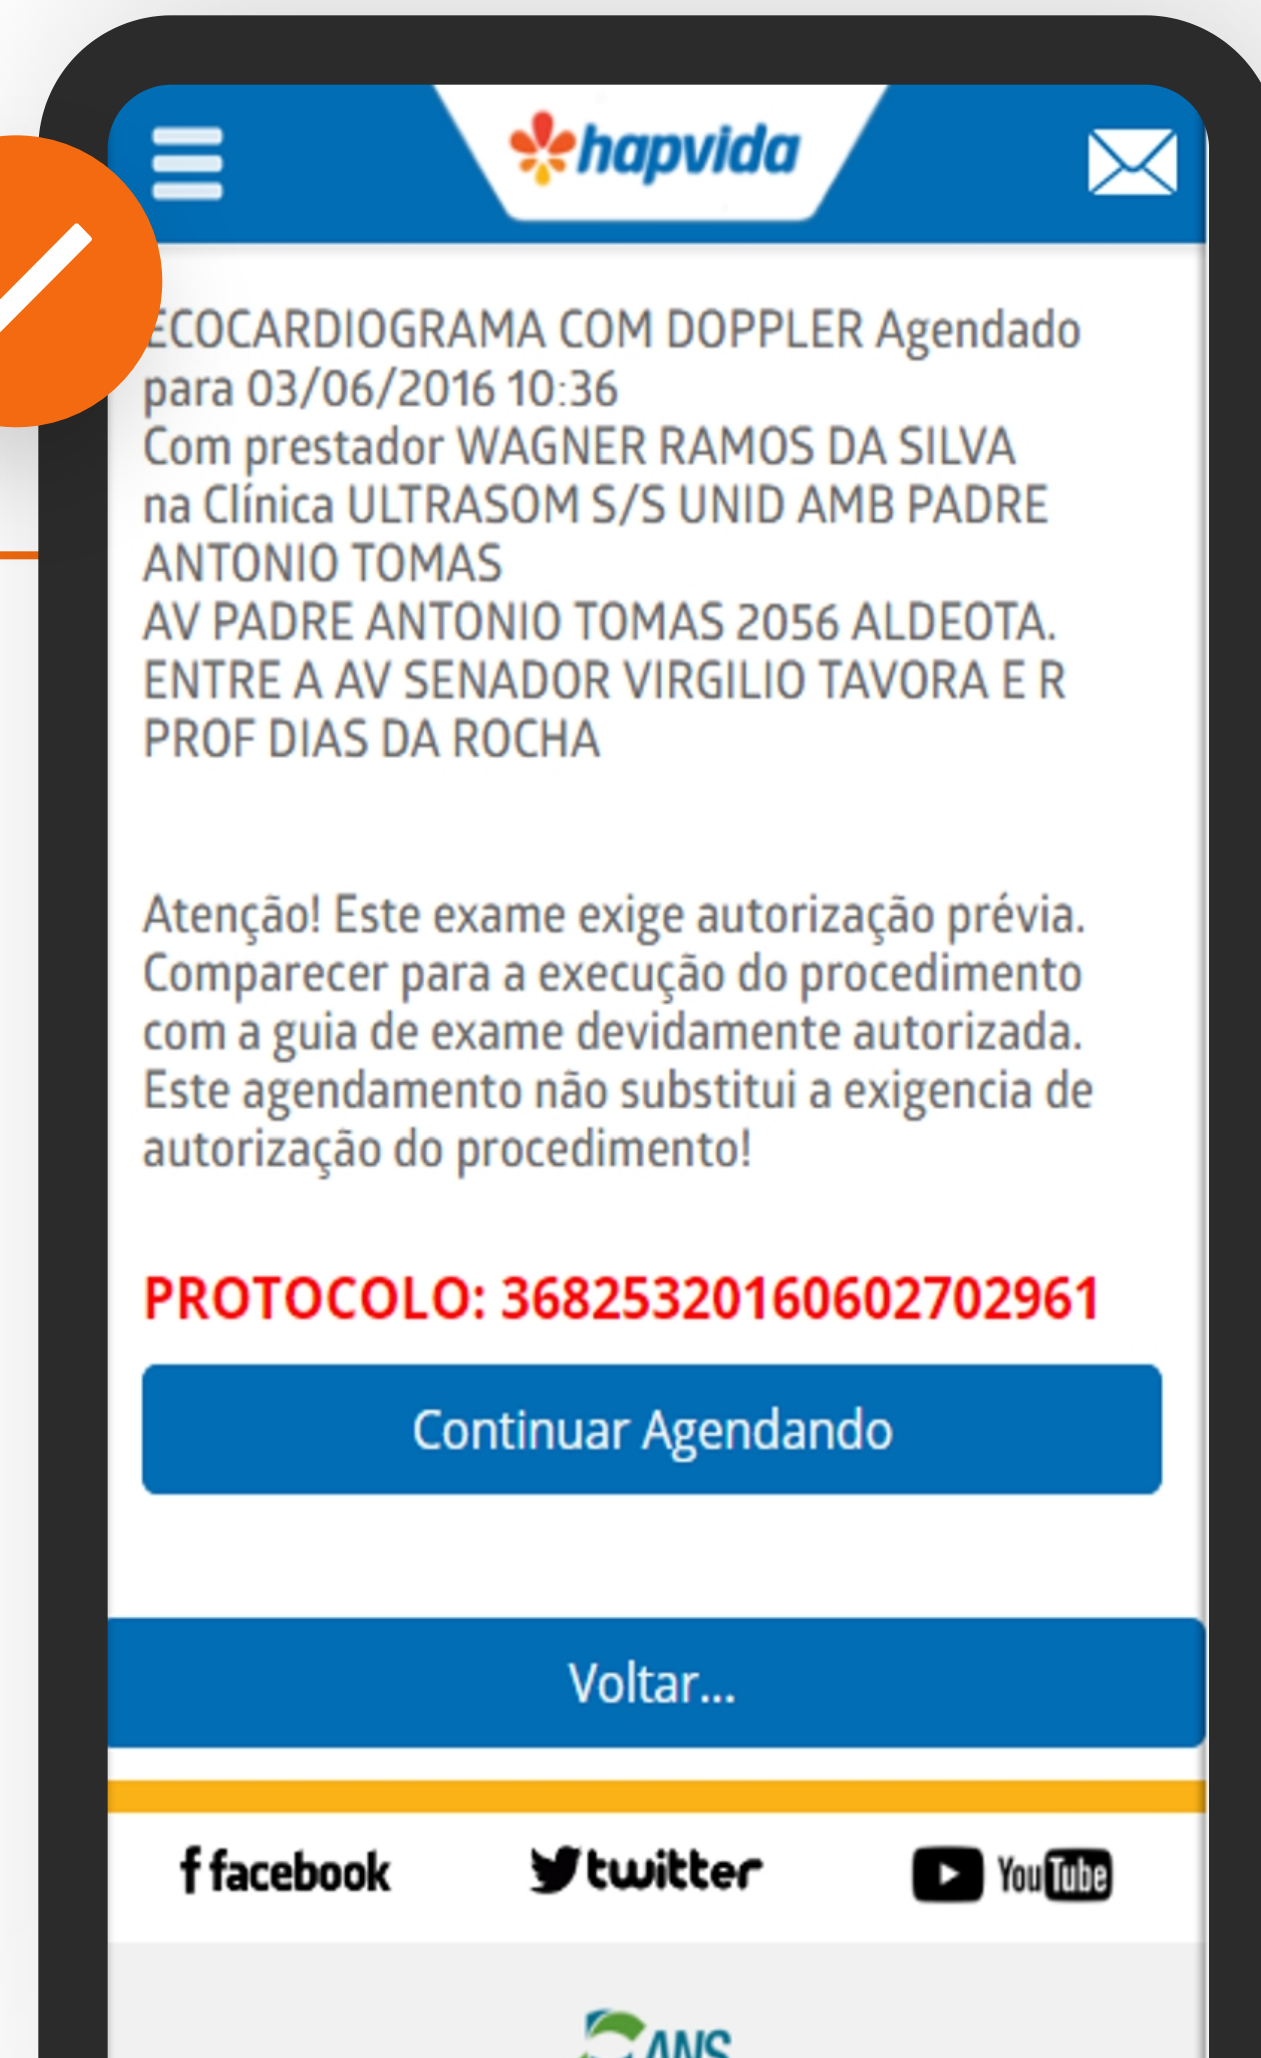 hapvida
ECOCARDIOGRAMA COM DOPPLER Agendado
para 03/06/2016 10:36
Com prestador WAGNER RAMOS DA SILVA
na Clínica ULTRASOM S/S UNID AMB PADRE
ANTONIO TOMAS
AV PADRE ANTONIO TOMAS 2056 ALDEOTA.
ENTRE A AV SENADOR VIRGILIO TAVORA E R
PROF DIAS DA ROCHA
Atenção! Este exame exige autorização prévia.
Comparecer para a execução do procedimento
com a guia de exame devidamente autorizada.
Este agendamento não substitui a exigencia de
autorização do procedimento!
PROTOCOLO: 36825320160602702961
Continuar Agendando
Voltar...
f facebook twitter YouTube
ANS